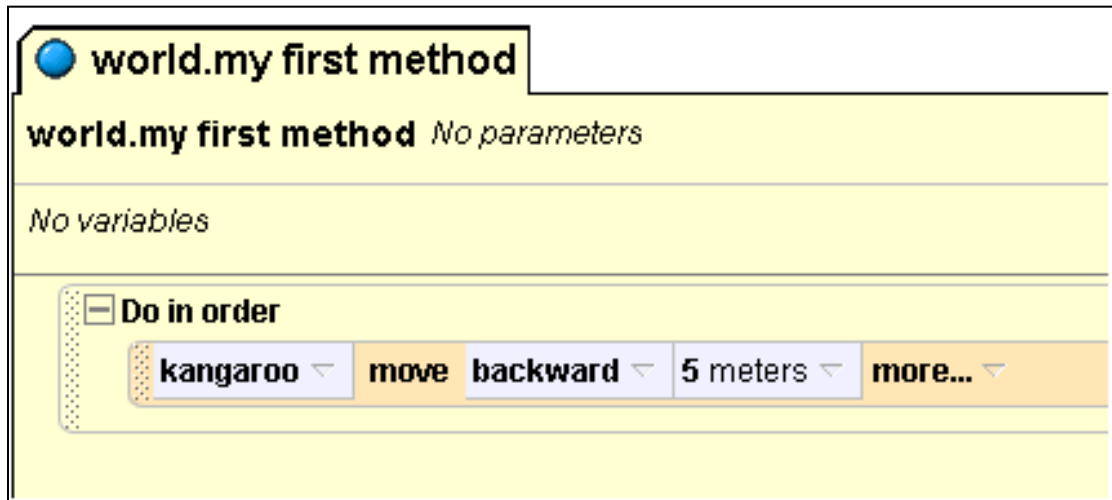 world.my first method
world.my first method No parameters
No variables
Do in order
kangaroo move backward 5 meters more...